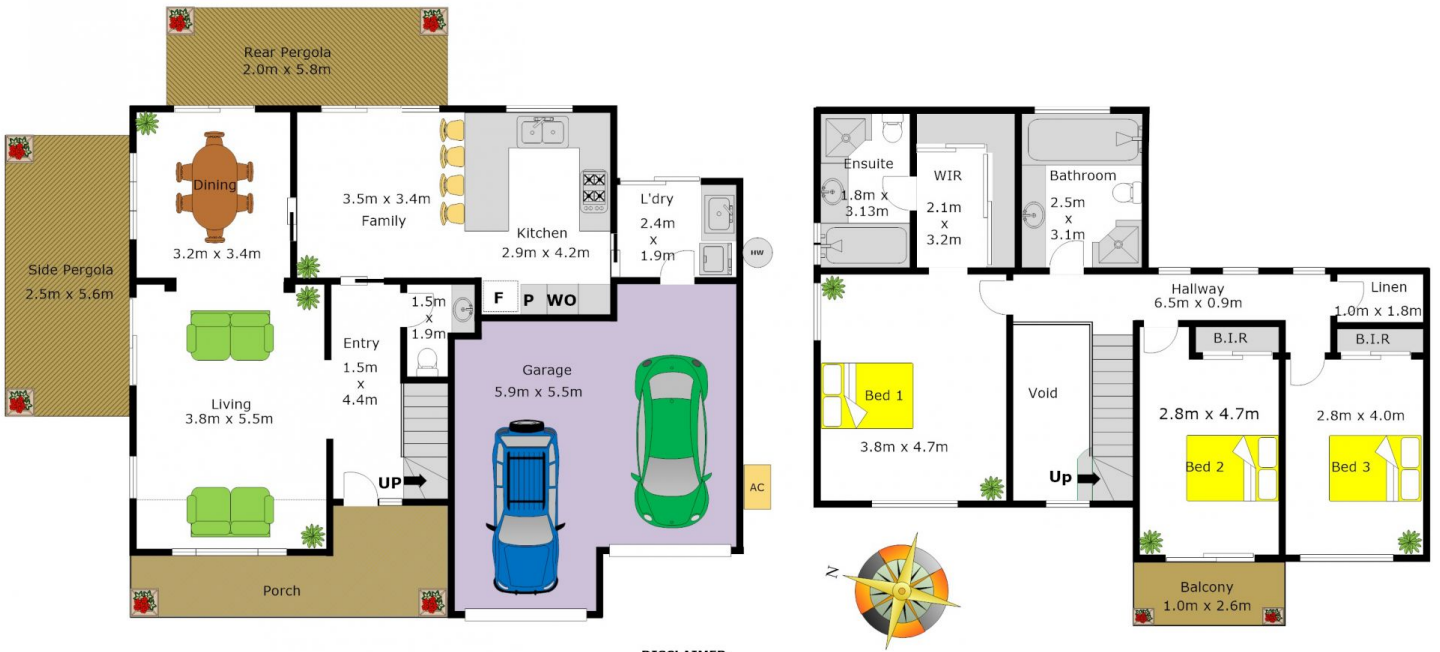 Rear Pergola
2.0m x 5.8m
Side Pergola
2.5m x 5.6m
Dining
3.2m x 3.4m
3.5m x 3.4m
Family
Kitchen
2.9m x 4.2m
L'dry
2.4m
x
1.9m
HW
F P WO
1.5m
x
1.9m
Entry
1.5m
x
4.4m
Living
3.8m x 5.5m
Garage
5.9m x 5.5m
UP
AC
Porch
Ensuite
1.8m x
3.13m
WIR
2.1m
x
3.2m
Bathroom
2.5m
x
3.1m
Hallway
6.5m x 0.9m
Linen
1.0m x 1.8m
B.I.R
B.I.R
Bed 1
3.8m x 4.7m
Void
Up
2.8m x 4.7m
Bed 2
2.8m x 4.0m
Bed 3
Balcony
1.0m x 2.6m
N